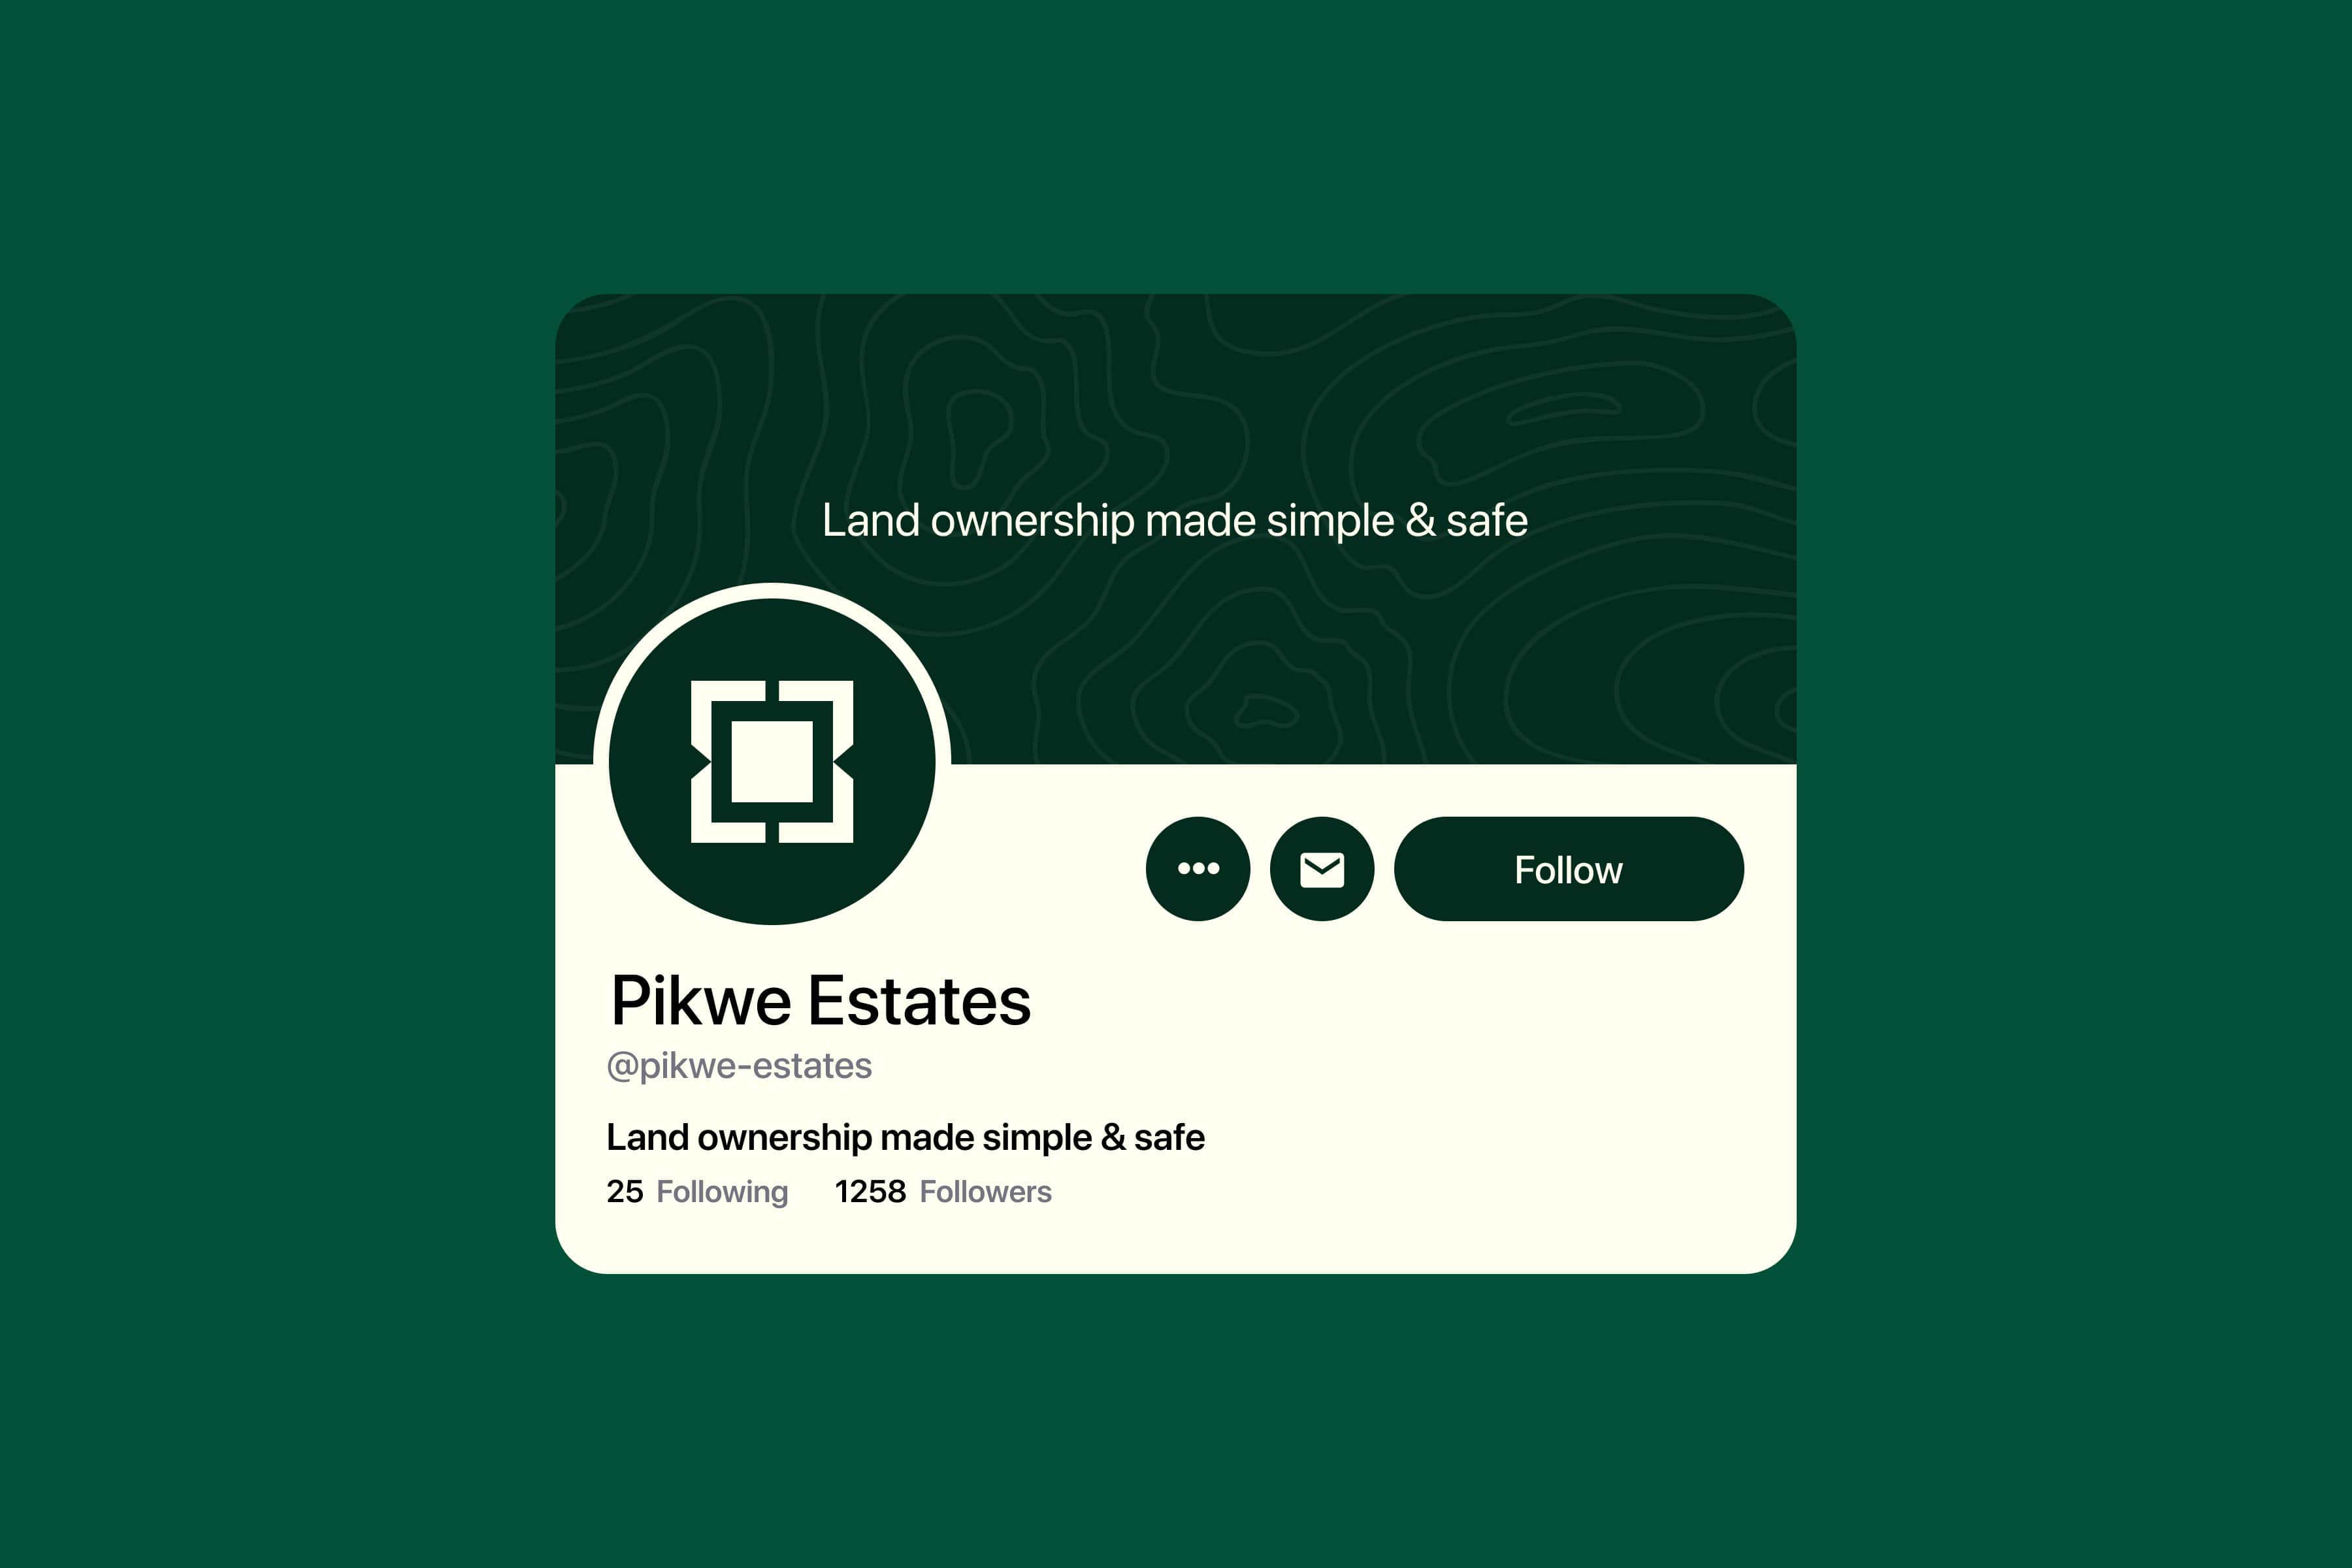 Land ownership made simple & safe
Follow
Pikwe Estates
@pikwe-estates
Land ownership made simple & safe
25 Following 1258 Followers